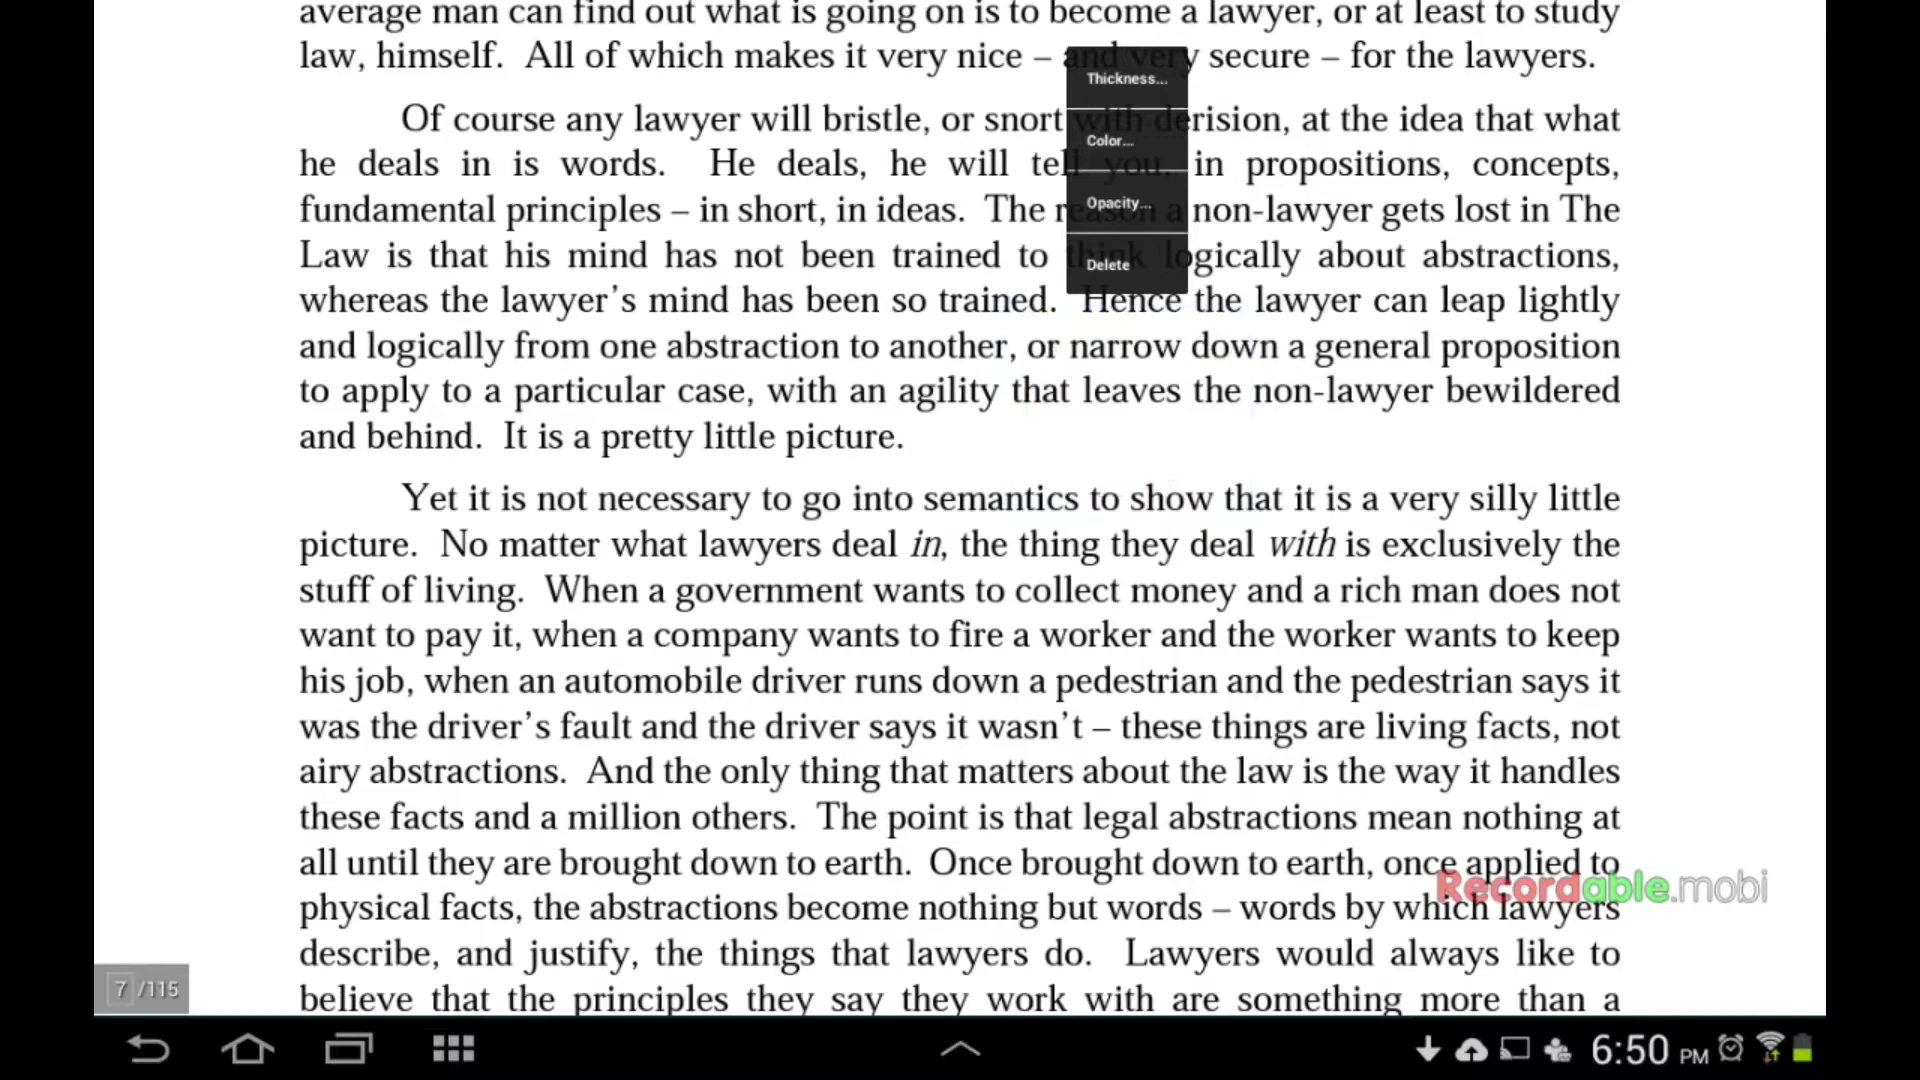 average man can find out what is going on is to become a lawyer, or at least to study
law, himself. All of which makes it very nice – and very secure – for the lawyers.
Of course any lawyer will bristle, or snort with derision, at the idea that what
he deals in is words. He deals, he will tell you, in propositions, concepts,
fundamental principles – in short, in ideas. The reason a non-lawyer gets lost in The
Law is that his mind has not been trained to think logically about abstractions,
whereas the lawyer’s mind has been so trained. Hence the lawyer can leap lightly
and logically from one abstraction to another, or narrow down a general proposition
to apply to a particular case, with an agility that leaves the non-lawyer bewildered
and behind. It is a pretty little picture.
Yet it is not necessary to go into semantics to show that it is a very silly little
picture. No matter what lawyers deal in, the thing they deal with is exclusively the
stuff of living. When a government wants to collect money and a rich man does not
want to pay it, when a company wants to fire a worker and the worker wants to keep
his job, when an automobile driver runs down a pedestrian and the pedestrian says it
was the driver’s fault and the driver says it wasn’t – these things are living facts, not
airy abstractions. And the only thing that matters about the law is the way it handles
these facts and a million others. The point is that legal abstractions mean nothing at
all until they are brought down to earth. Once brought down to earth, once applied to
physical facts, the abstractions become nothing but words – words by which lawyers
describe, and justify, the things that lawyers do. Lawyers would always like to
believe that the principles they say they work with are something more than a
Thickness...
Color...
Opacity...
Delete
Recordable.mobi
7 /115
6:50 PM